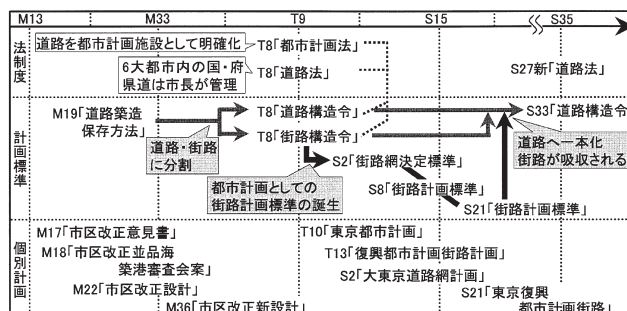 M13 M33 T9 S15 S35
法制度
道路を都市計画施設として明確化
T8「都市計画法」
6大都市内の国・府
県道は市長が管理
T8「道路法」
S27新「道路法」
計画標準
M19「道路築造
保存方法」
道路・街路
に分割
T8「道路構造令」
T8「街路構造令」
S33「道路構造令」
道路へ一本化
街路が吸収される
都市計画としての
街路計画標準の誕生
S2「街路網決定標準」
S8「街路計画標準」
S21「街路計画標準」
個別計画
M17「市区改正意見書」
M18「市区改正並品海
築港審査会案」
M22「市区改正設計」
M36「市区改正新設計」
T10「東京都市計画」
T13「復興都市計画街路計画」
S2「大東京道路網計画」
S21「東京復興
都市計画街路」